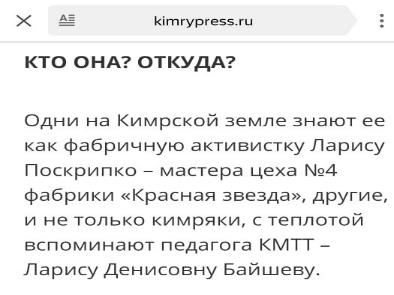 kimrypress.ru
КТО ОНА? ОТКУДА?
Одни на Кимрской земле знают ее
как фабричную активистку Ларису
Поскрипко – мастера цеха №4
фабрики «Красная звезда», другие,
и не только кимряки, с теплотой
вспоминают педагога КМТТ –
Ларису Денисовну Байшеву.